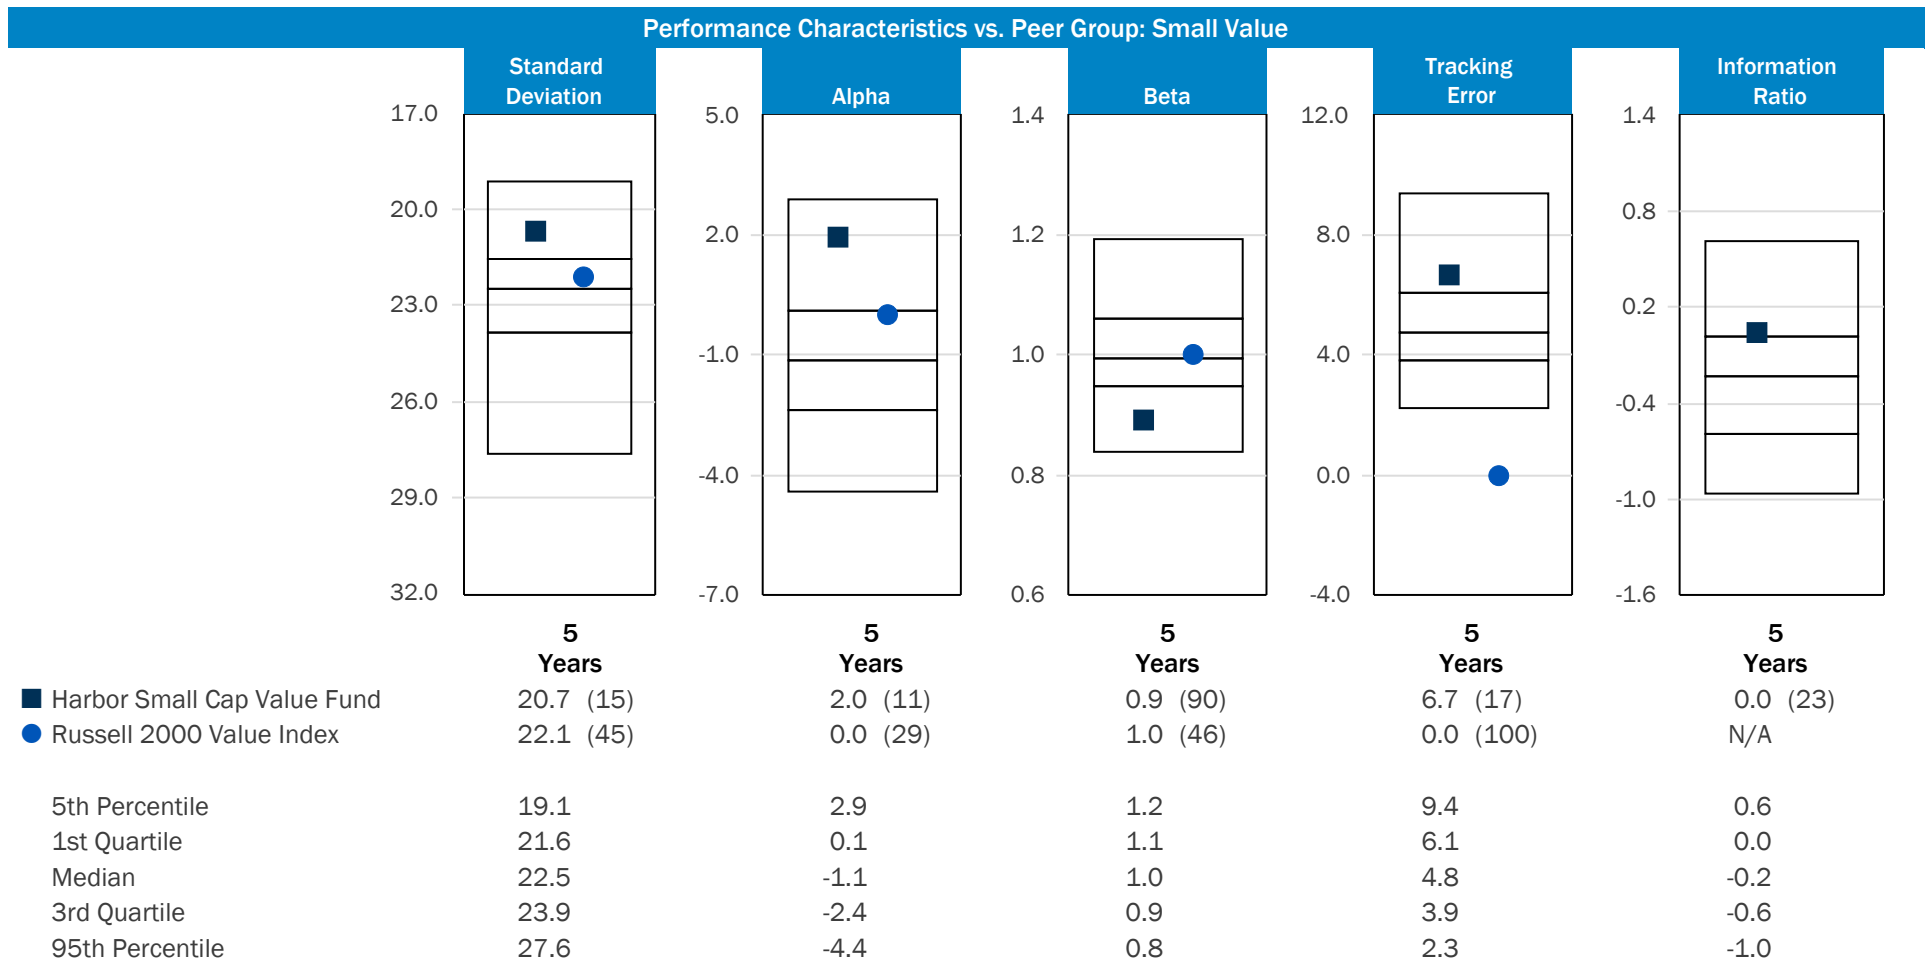 Performance Characteristics vs. Peer Group: Small Value
Standard Deviation
17.0
20.0
23.0
26.0
29.0
32.0
Alpha
5.0
2.0
-1.0
-4.0
-7.0
Beta
1.4
1.2
1.0
0.8
0.6
Tracking Error
12.0
8.0
4.0
0.0
-4.0
Information Ratio
1.4
0.8
0.2
-0.4
-1.0
-1.6
5 Years 5 Years 5 Years 5 Years 5 Years
Harbor Small Cap Value Fund 20.7 (15) 2.0 (11) 0.9 (90) 6.7 (17) 0.0 (23)
Russell 2000 Value Index 22.1 (45) 0.0 (29) 1.0 (46) 0.0 (100) N/A
5th Percentile 19.1 2.9 1.2 9.4 0.6
1st Quartile 21.6 0.1 1.1 6.1 0.0
Median 22.5 -1.1 1.0 4.8 -0.2
3rd Quartile 23.9 -2.4 0.9 3.9 -0.6
95th Percentile 27.6 -4.4 0.8 2.3 -1.0